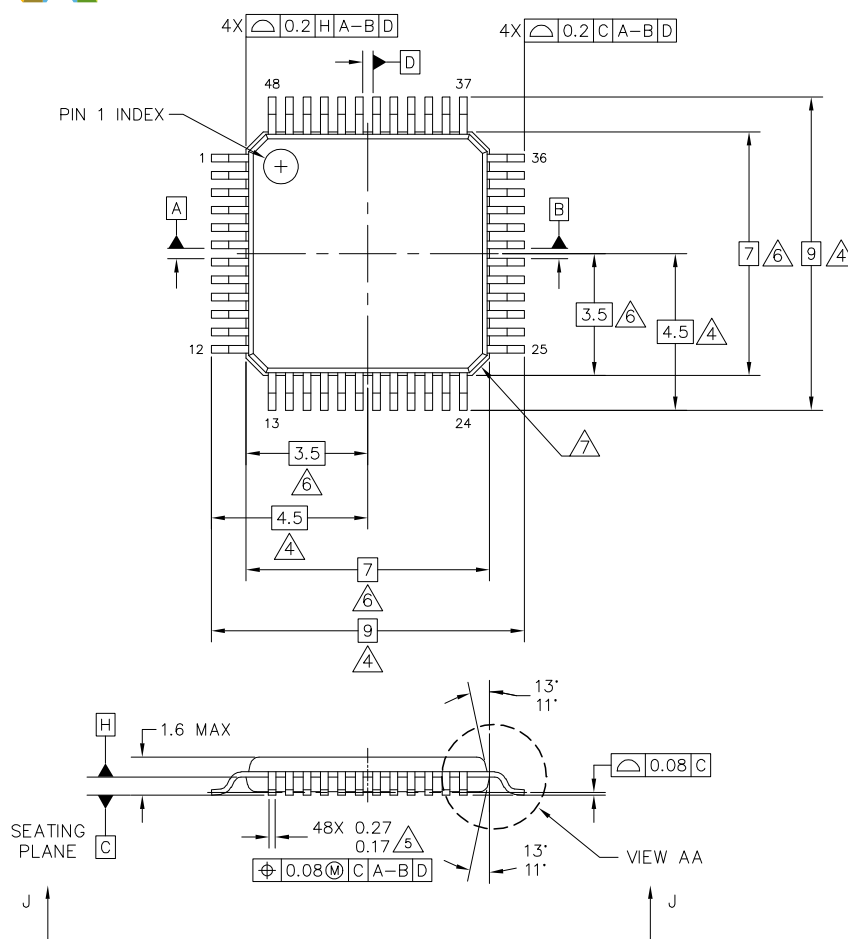 4X ⌓ 0.2 H A-B D
4X ⌓ 0.2 C A-B D
D
48
37
PIN 1 INDEX
1
36
A
B
7 6
9 4
3.5 6
4.5 4
12
25
13
24
7
3.5
6
4.5
4
7
6
9
4
13°
11°
H
1.6 MAX
⌓ 0.08 C
48X 0.27
0.17 5
SEATING
PLANE
C
⌖ 0.08 Ⓜ C A-B D
13°
11°
VIEW AA
J
J